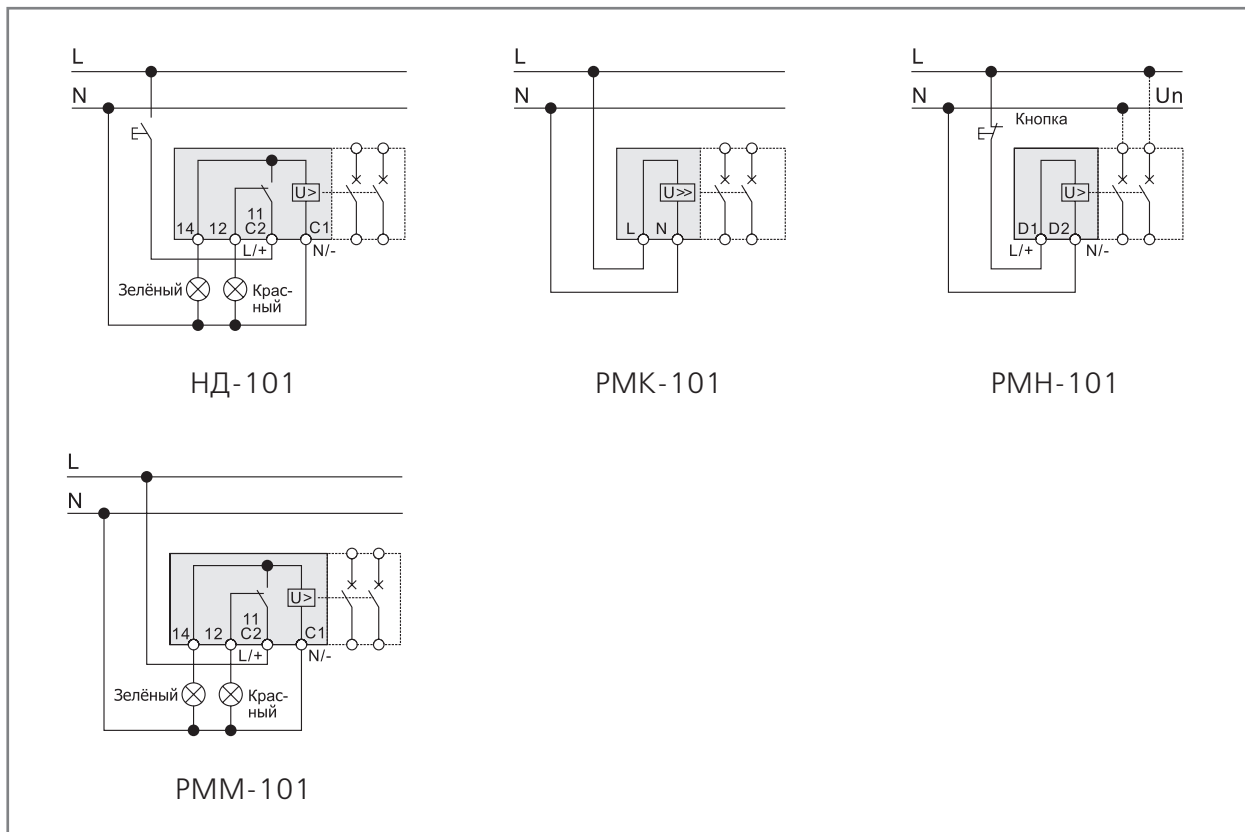 L
N
U>
11
14 12 C2 C1
L/+ N/-
Зелёный Крас-
ный
НД-101
L
N
U>>
L N
РМК-101
L
N Un
Кнопка
U>
D1 D2
L/+ N/-
РМН-101
L
N
U>
11
14 12 C2 C1
L/+ N/-
Зелёный Крас-
ный
РММ-101